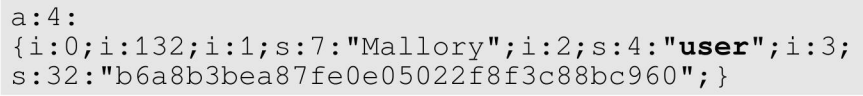 a:4:
{i:0;i:132;i:1;s:7:"Mallory";i:2;s:4:"user";i:3;
s:32:"b6a8b3bea87fe0e05022f8f3c88bc960";}